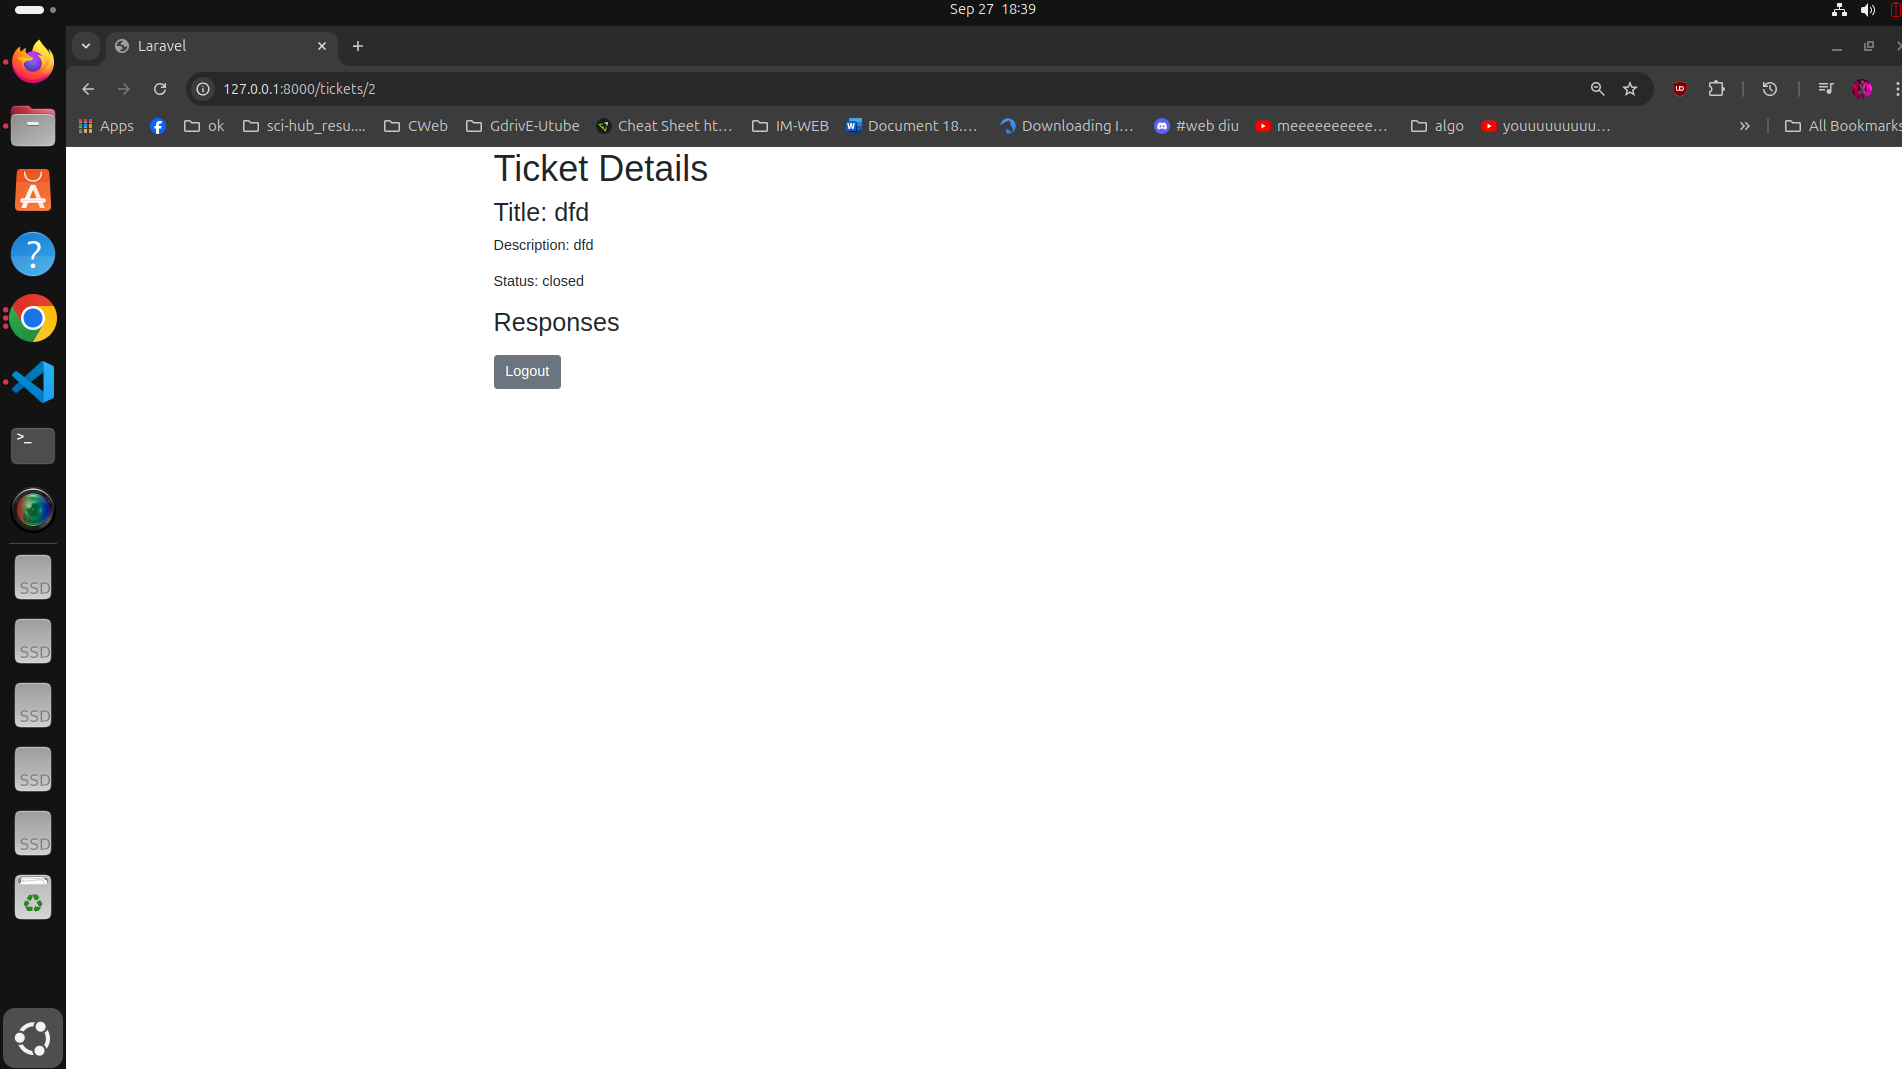 Sep 27 18:39
Laravel
127.0.0.1:8000/tickets/2
Apps
ok
sci-hub_resu....
CWeb
GdrivE-Utube
Cheat Sheet ht...
IM-WEB
Document 18....
Downloading I...
#web diu
meeeeeeeeee...
algo
youuuuuuuuu...
All Bookmarks
Ticket Details
Title: dfd
Description: dfd
Status: closed
Responses
Logout
SSD
SSD
SSD
SSD
SSD